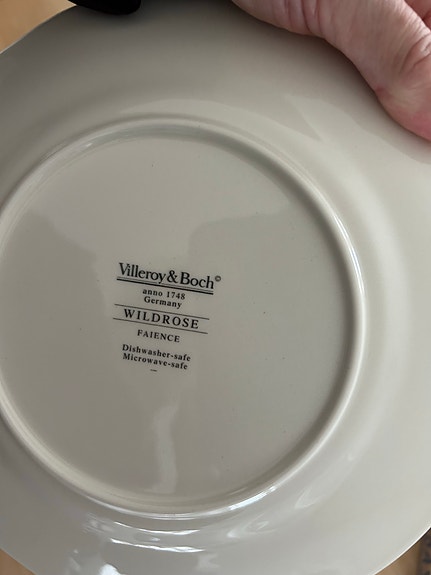 Villeroy & Boch©
anno 1748
Germany
WILDROSE
FAIENCE
Dishwasher-safe
Microwave-safe